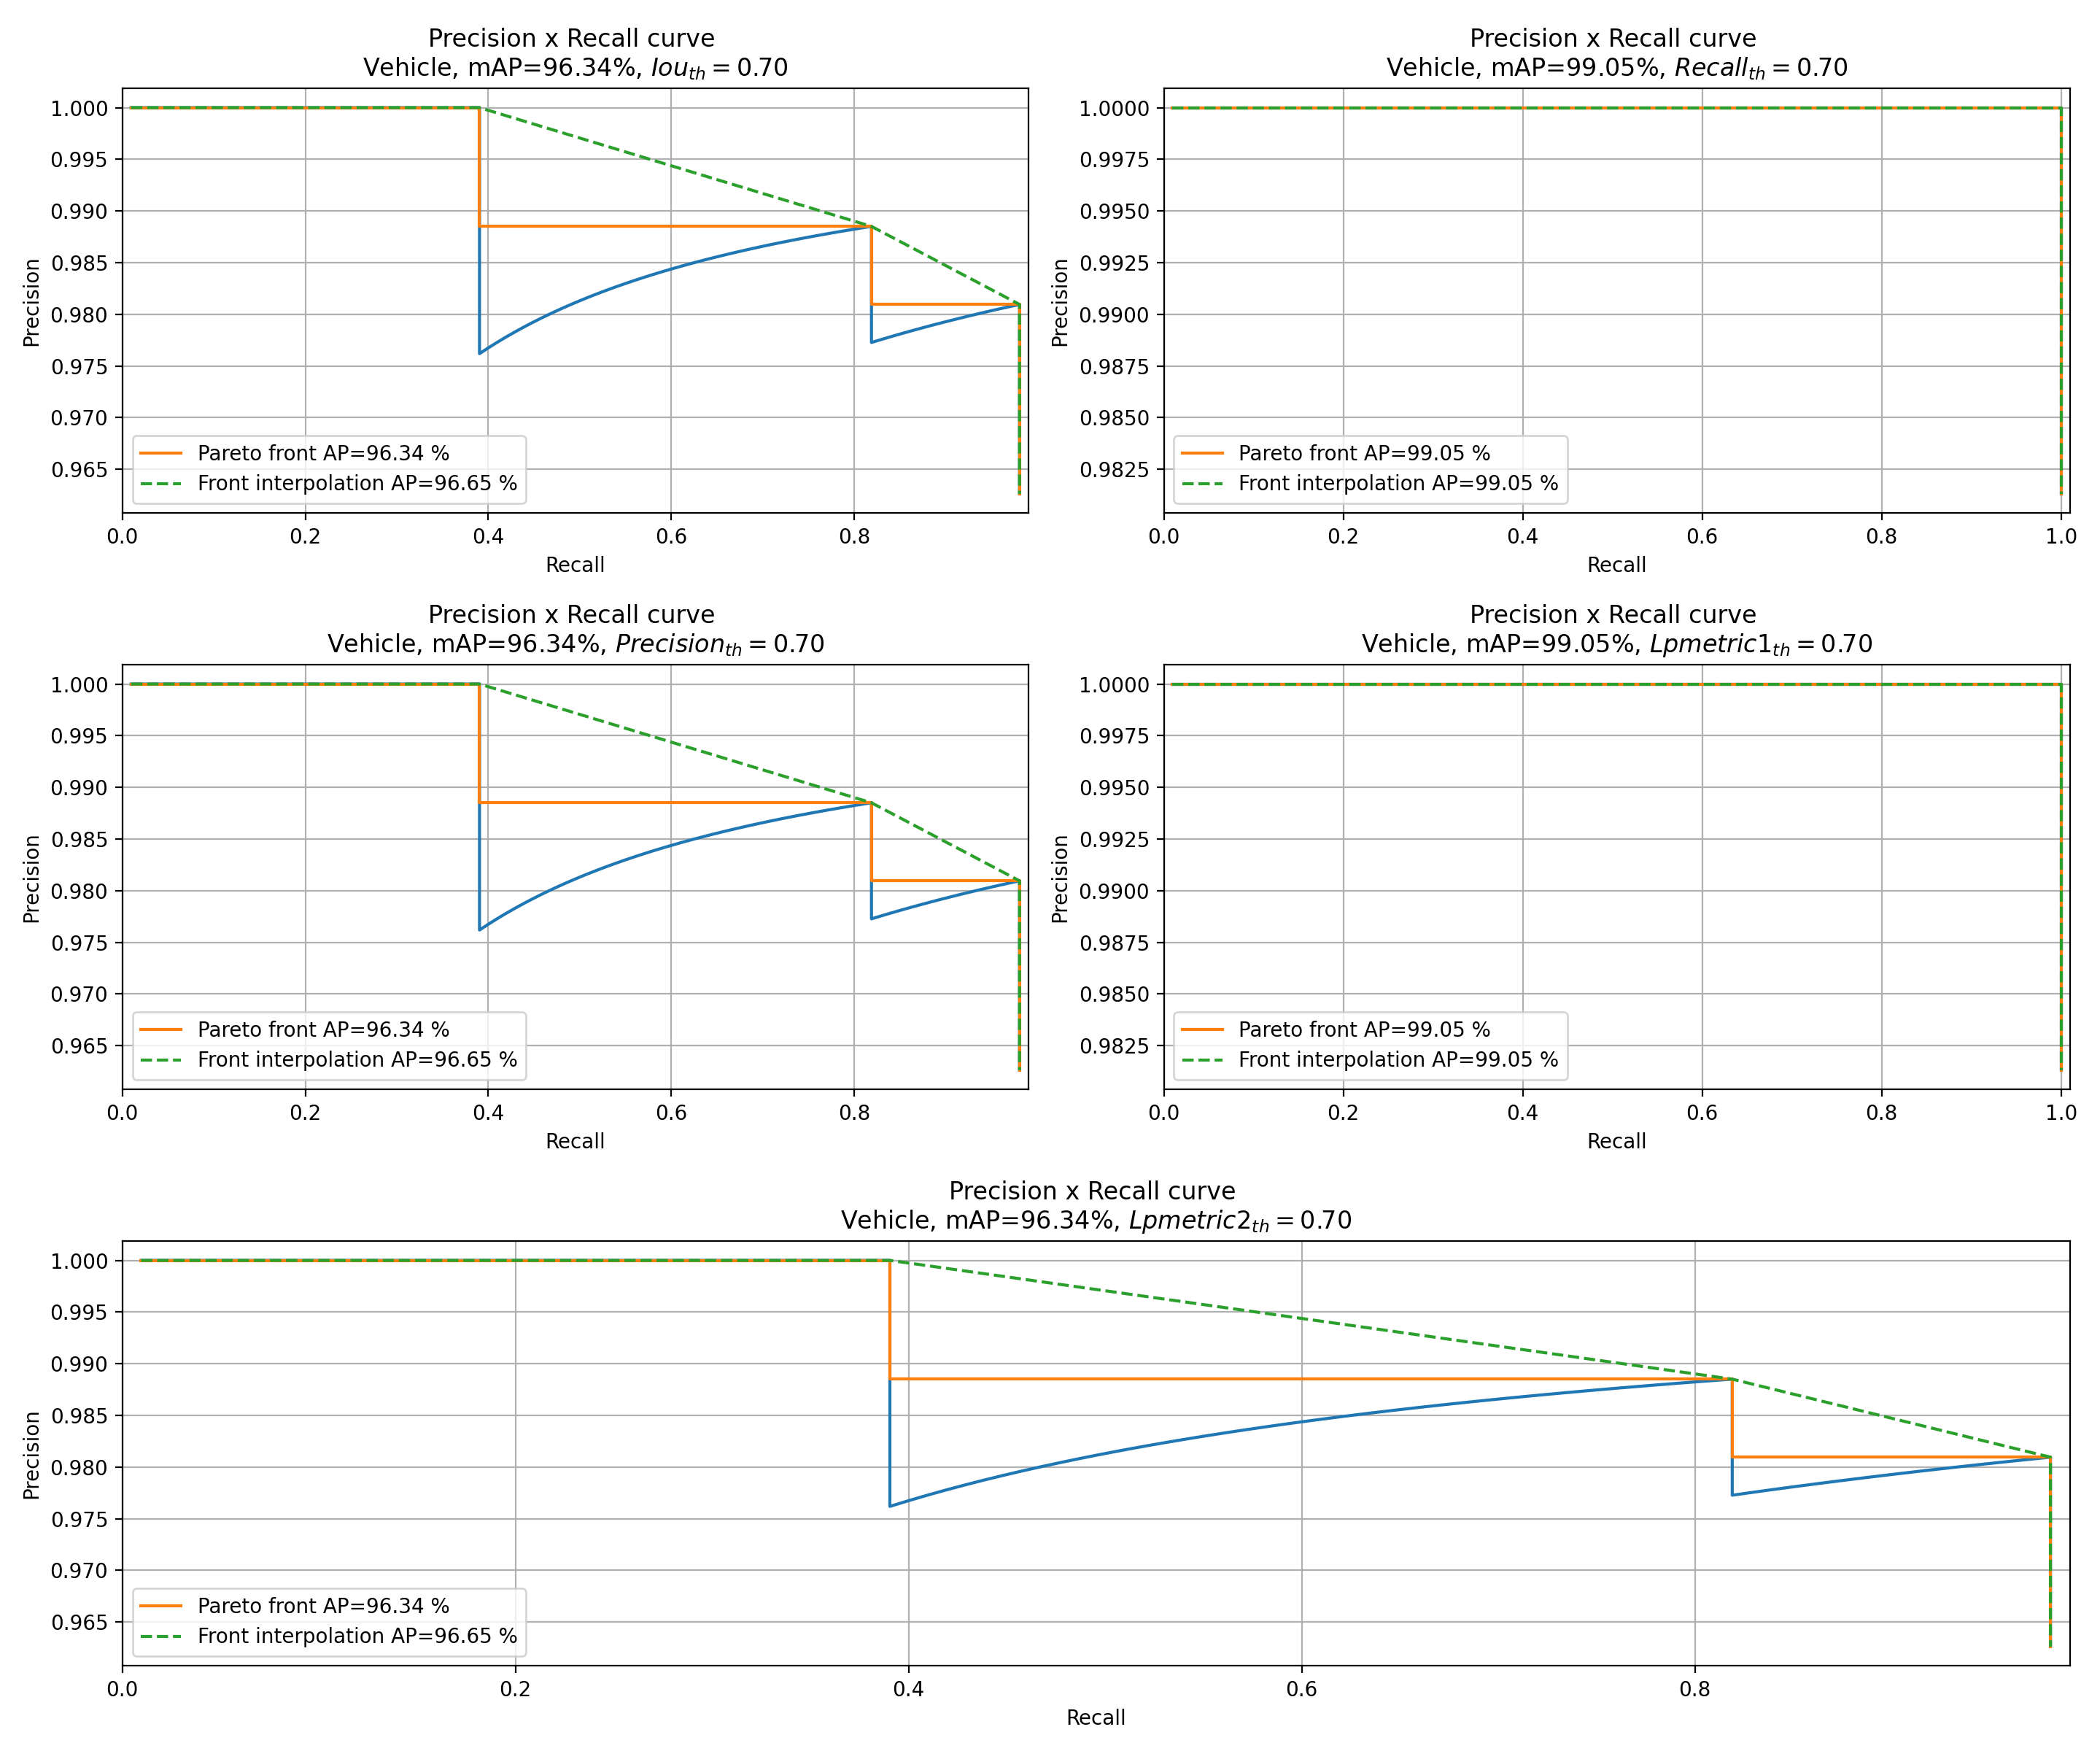 Precision x Recall curve
Vehicle, mAP=96.34%, Iou_th = 0.70
1.000
0.995
0.990
0.985
0.980
0.975
0.970
0.965
Precision
Pareto front AP=96.34 %
Front interpolation AP=96.65 %
0.0 0.2 0.4 0.6 0.8
Recall
Precision x Recall curve
Vehicle, mAP=99.05%, Recall_th = 0.70
1.0000
0.9975
0.9950
0.9925
0.9900
0.9875
0.9850
0.9825
Precision
Pareto front AP=99.05 %
Front interpolation AP=99.05 %
0.0 0.2 0.4 0.6 0.8 1.0
Recall
Precision x Recall curve
Vehicle, mAP=96.34%, Precision_th = 0.70
1.000
0.995
0.990
0.985
0.980
0.975
0.970
0.965
Precision
Pareto front AP=96.34 %
Front interpolation AP=96.65 %
0.0 0.2 0.4 0.6 0.8
Recall
Precision x Recall curve
Vehicle, mAP=99.05%, Lpmetric1_th = 0.70
1.0000
0.9975
0.9950
0.9925
0.9900
0.9875
0.9850
0.9825
Precision
Pareto front AP=99.05 %
Front interpolation AP=99.05 %
0.0 0.2 0.4 0.6 0.8 1.0
Recall
Precision x Recall curve
Vehicle, mAP=96.34%, Lpmetric2_th = 0.70
1.000
0.995
0.990
0.985
0.980
0.975
0.970
0.965
Precision
Pareto front AP=96.34 %
Front interpolation AP=96.65 %
0.0 0.2 0.4 0.6 0.8
Recall